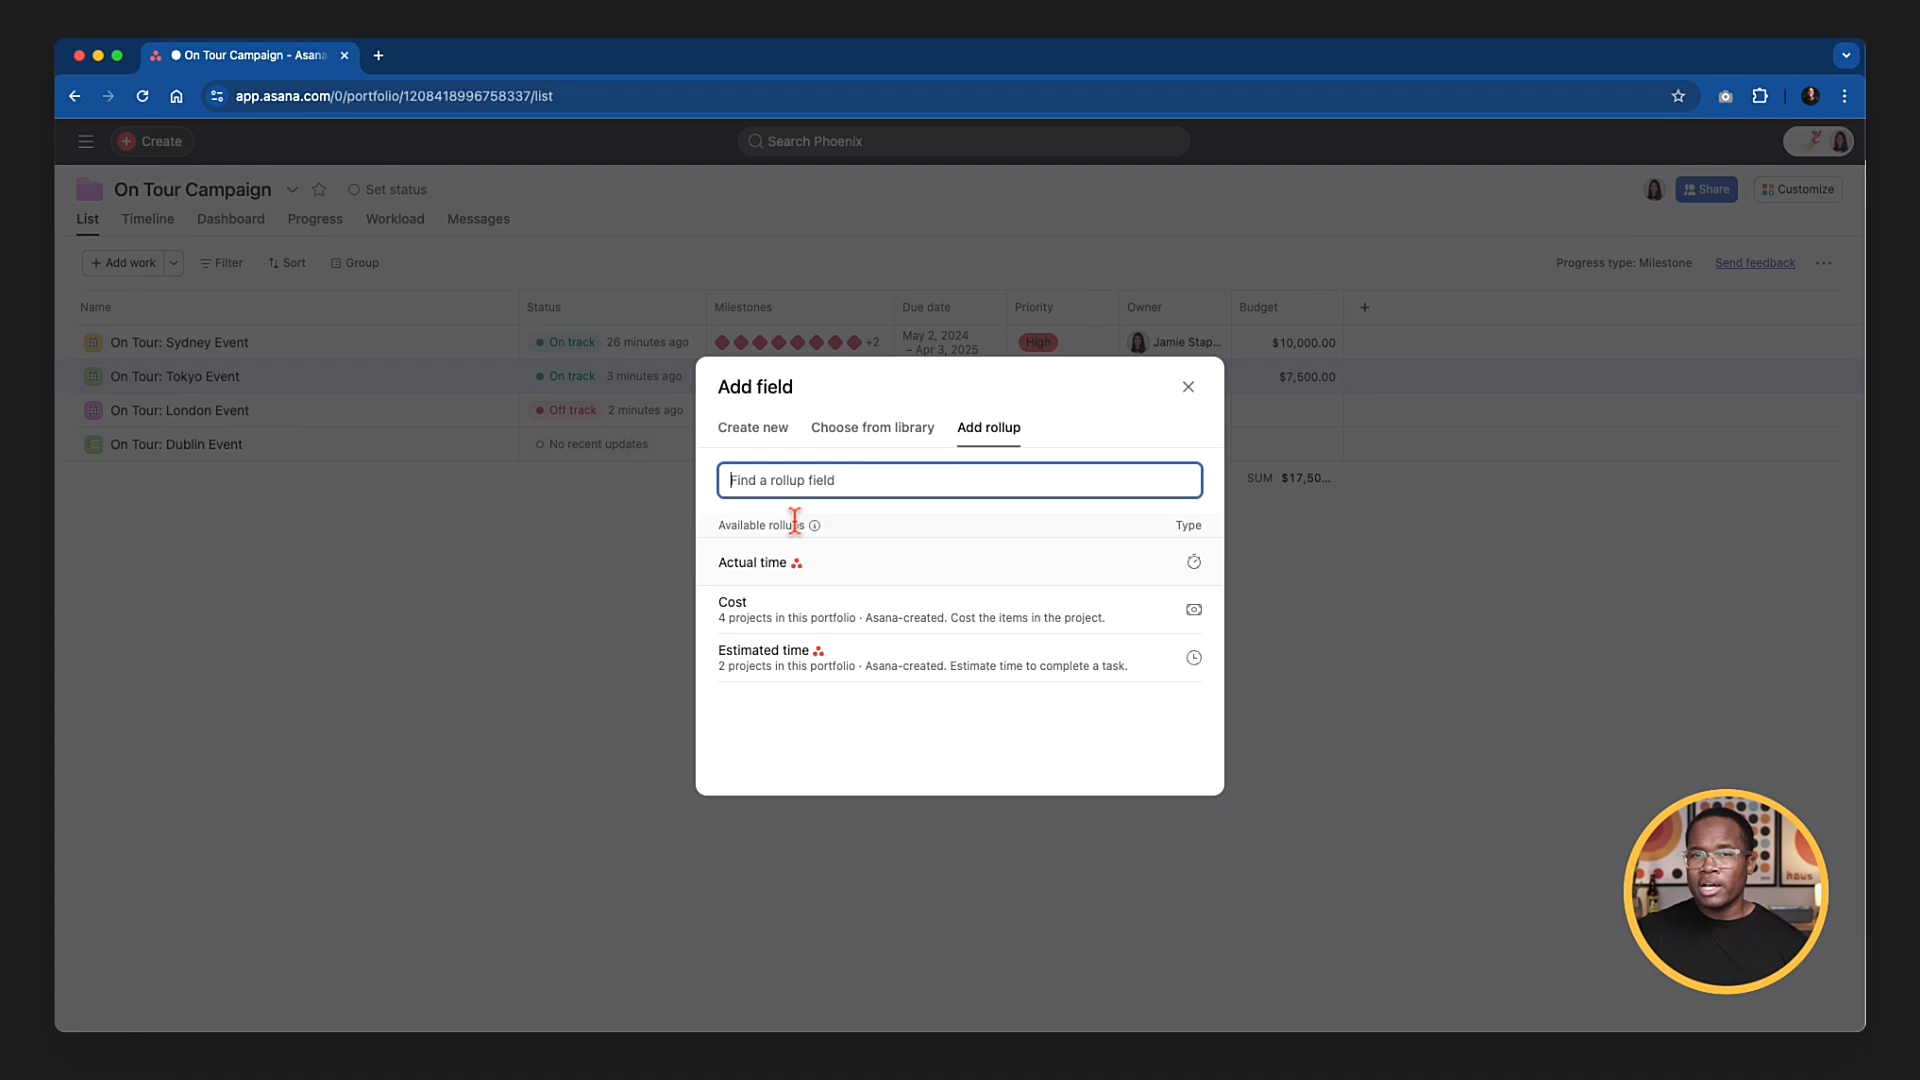 On Tour Campaign - Asana
app.asana.com/0/portfolio/1208418996758337/list
Create
Search Phoenix
On Tour Campaign
Set status
Share
Customize
List
Timeline
Dashboard
Progress
Workload
Messages
+ Add work
Filter
Sort
Group
Progress type: Milestone
Send feedback
Name
Status
Milestones
Due date
Priority
Owner
Budget
On Tour: Sydney Event
On track
26 minutes ago
+2
May 2, 2024
– Apr 3, 2025
High
Jamie Stap...
$10,000.00
On Tour: Tokyo Event
On track
3 minutes ago
$7,500.00
On Tour: London Event
Off track
2 minutes ago
On Tour: Dublin Event
No recent updates
SUM $17,50...
Add field
Create new
Choose from library
Add rollup
Find a rollup field
Available rollups
Type
Actual time
Cost
4 projects in this portfolio · Asana-created. Cost the items in the project.
Estimated time
2 projects in this portfolio · Asana-created. Estimate time to complete a task.
haus